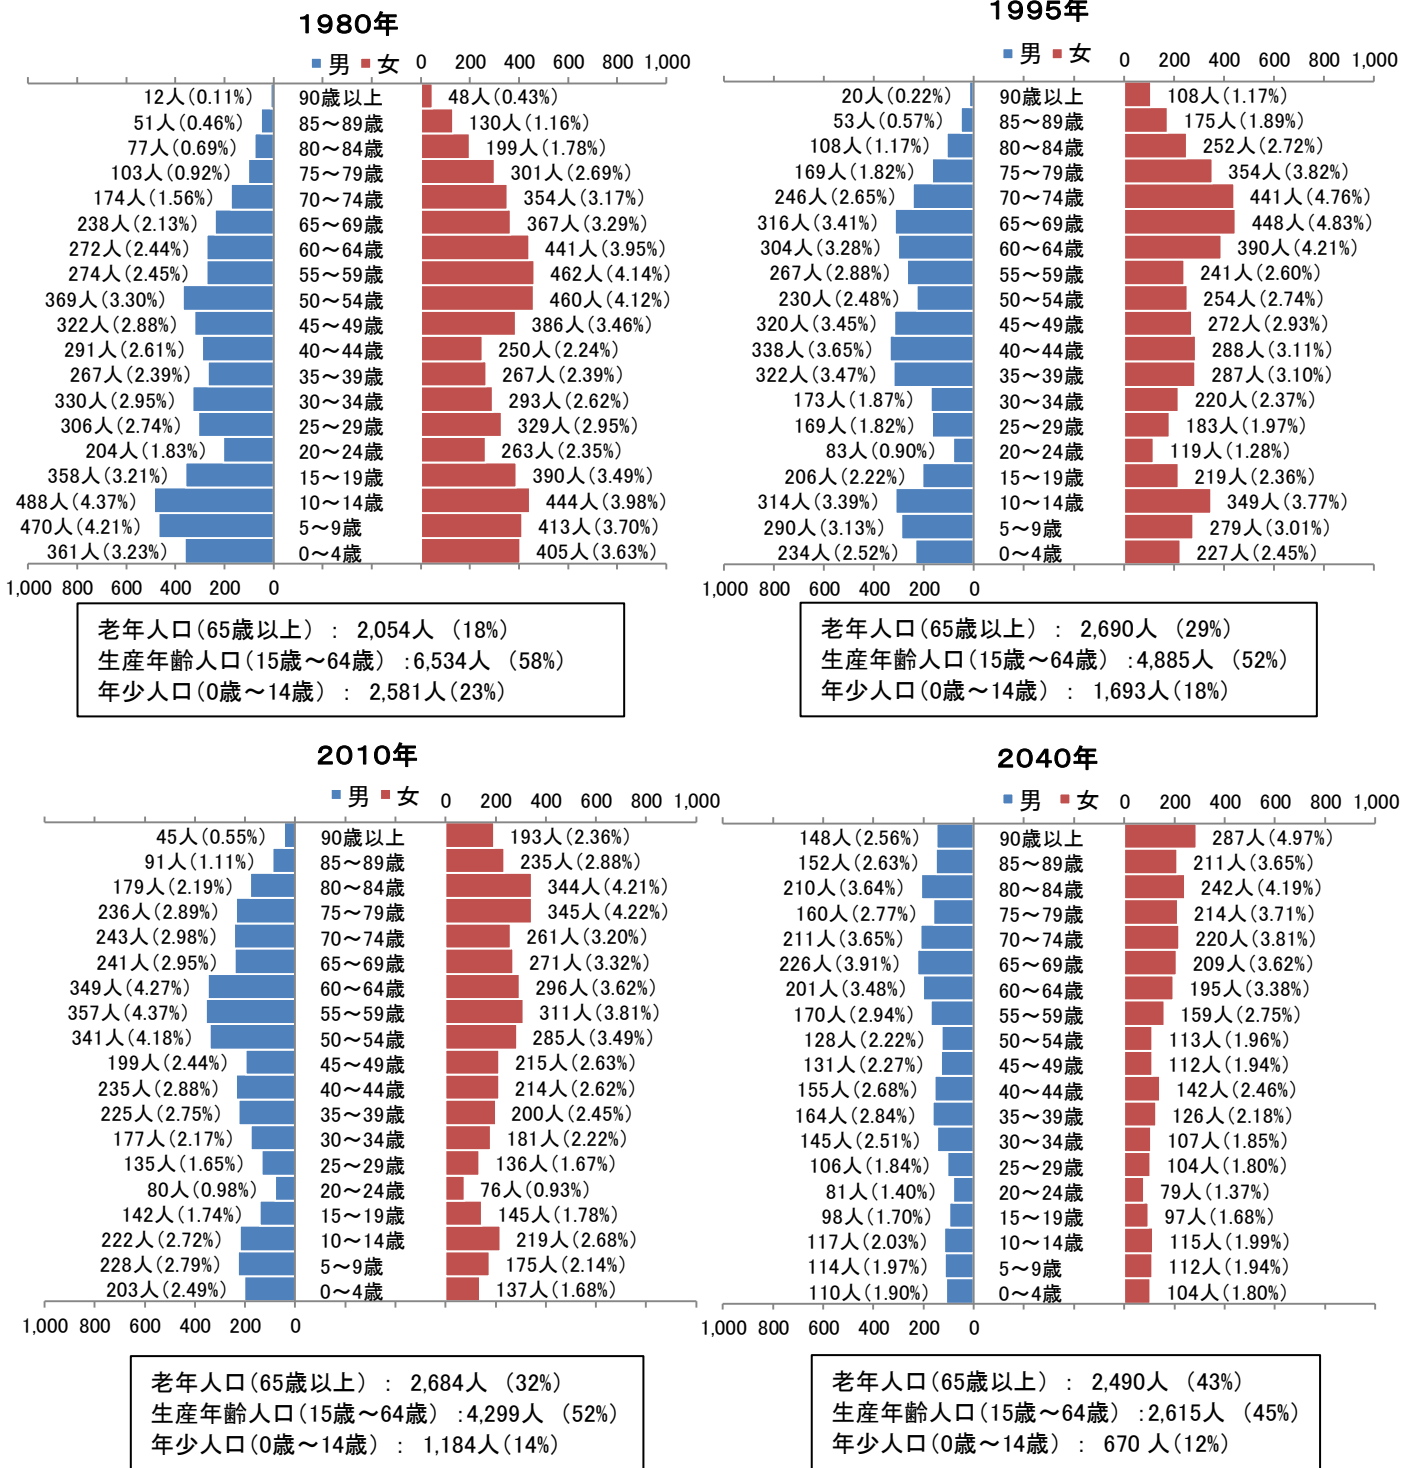 1980年
■男 ■女
0 200 400 600 800 1,000
12人(0.11%) 90歳以上 48人(0.43%)
51人(0.46%) 85～89歳 130人(1.16%)
77人(0.69%) 80～84歳 199人(1.78%)
103人(0.92%) 75～79歳 301人(2.69%)
174人(1.56%) 70～74歳 354人(3.17%)
238人(2.13%) 65～69歳 367人(3.29%)
272人(2.44%) 60～64歳 441人(3.95%)
274人(2.45%) 55～59歳 462人(4.14%)
369人(3.30%) 50～54歳 460人(4.12%)
322人(2.88%) 45～49歳 386人(3.46%)
291人(2.61%) 40～44歳 250人(2.24%)
267人(2.39%) 35～39歳 267人(2.39%)
330人(2.95%) 30～34歳 293人(2.62%)
306人(2.74%) 25～29歳 329人(2.95%)
204人(1.83%) 20～24歳 263人(2.35%)
358人(3.21%) 15～19歳 390人(3.49%)
488人(4.37%) 10～14歳 444人(3.98%)
470人(4.21%) 5～9歳 413人(3.70%)
361人(3.23%) 0～4歳 405人(3.63%)
1,000 800 600 400 200 0
老年人口(65歳以上) : 2,054人 (18%)
生産年齢人口(15歳～64歳) :6,534人 (58%)
年少人口(0歳～14歳) : 2,581人(23%)
1995年
■男 ■女
0 200 400 600 800 1,000
20人(0.22%) 90歳以上 108人(1.17%)
53人(0.57%) 85～89歳 175人(1.89%)
108人(1.17%) 80～84歳 252人(2.72%)
169人(1.82%) 75～79歳 354人(3.82%)
246人(2.65%) 70～74歳 441人(4.76%)
316人(3.41%) 65～69歳 448人(4.83%)
304人(3.28%) 60～64歳 390人(4.21%)
267人(2.88%) 55～59歳 241人(2.60%)
230人(2.48%) 50～54歳 254人(2.74%)
320人(3.45%) 45～49歳 272人(2.93%)
338人(3.65%) 40～44歳 288人(3.11%)
322人(3.47%) 35～39歳 287人(3.10%)
173人(1.87%) 30～34歳 220人(2.37%)
169人(1.82%) 25～29歳 183人(1.97%)
83人(0.90%) 20～24歳 119人(1.28%)
206人(2.22%) 15～19歳 219人(2.36%)
314人(3.39%) 10～14歳 349人(3.77%)
290人(3.13%) 5～9歳 279人(3.01%)
234人(2.52%) 0～4歳 227人(2.45%)
1,000 800 600 400 200 0
老年人口(65歳以上) : 2,690人 (29%)
生産年齢人口(15歳～64歳) :4,885人 (52%)
年少人口(0歳～14歳) : 1,693人(18%)
2010年
■男 ■女
0 200 400 600 800 1,000
45人(0.55%) 90歳以上 193人(2.36%)
91人(1.11%) 85～89歳 235人(2.88%)
179人(2.19%) 80～84歳 344人(4.21%)
236人(2.89%) 75～79歳 345人(4.22%)
243人(2.98%) 70～74歳 261人(3.20%)
241人(2.95%) 65～69歳 271人(3.32%)
349人(4.27%) 60～64歳 296人(3.62%)
357人(4.37%) 55～59歳 311人(3.81%)
341人(4.18%) 50～54歳 285人(3.49%)
199人(2.44%) 45～49歳 215人(2.63%)
235人(2.88%) 40～44歳 214人(2.62%)
225人(2.75%) 35～39歳 200人(2.45%)
177人(2.17%) 30～34歳 181人(2.22%)
135人(1.65%) 25～29歳 136人(1.67%)
80人(0.98%) 20～24歳 76人(0.93%)
142人(1.74%) 15～19歳 145人(1.78%)
222人(2.72%) 10～14歳 219人(2.68%)
228人(2.79%) 5～9歳 175人(2.14%)
203人(2.49%) 0～4歳 137人(1.68%)
1,000 800 600 400 200 0
老年人口(65歳以上) : 2,684人 (32%)
生産年齢人口(15歳～64歳) :4,299人 (52%)
年少人口(0歳～14歳) : 1,184人(14%)
2040年
■男 ■女
0 200 400 600 800 1,000
148人(2.56%) 90歳以上 287人(4.97%)
152人(2.63%) 85～89歳 211人(3.65%)
210人(3.64%) 80～84歳 242人(4.19%)
160人(2.77%) 75～79歳 214人(3.71%)
211人(3.65%) 70～74歳 220人(3.81%)
226人(3.91%) 65～69歳 209人(3.62%)
201人(3.48%) 60～64歳 195人(3.38%)
170人(2.94%) 55～59歳 159人(2.75%)
128人(2.22%) 50～54歳 113人(1.96%)
131人(2.27%) 45～49歳 112人(1.94%)
155人(2.68%) 40～44歳 142人(2.46%)
164人(2.84%) 35～39歳 126人(2.18%)
145人(2.51%) 30～34歳 107人(1.85%)
106人(1.84%) 25～29歳 104人(1.80%)
81人(1.40%) 20～24歳 79人(1.37%)
98人(1.70%) 15～19歳 97人(1.68%)
117人(2.03%) 10～14歳 115人(1.99%)
114人(1.97%) 5～9歳 112人(1.94%)
110人(1.90%) 0～4歳 104人(1.80%)
1,000 800 600 400 200 0
老年人口(65歳以上) : 2,490人 (43%)
生産年齢人口(15歳～64歳) :2,615人 (45%)
年少人口(0歳～14歳) : 670 人(12%)